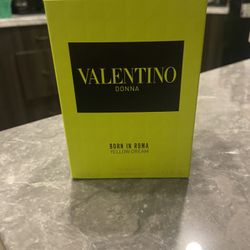 VALENTINO
DONNA
BORN IN ROMA
YELLOW DREAM